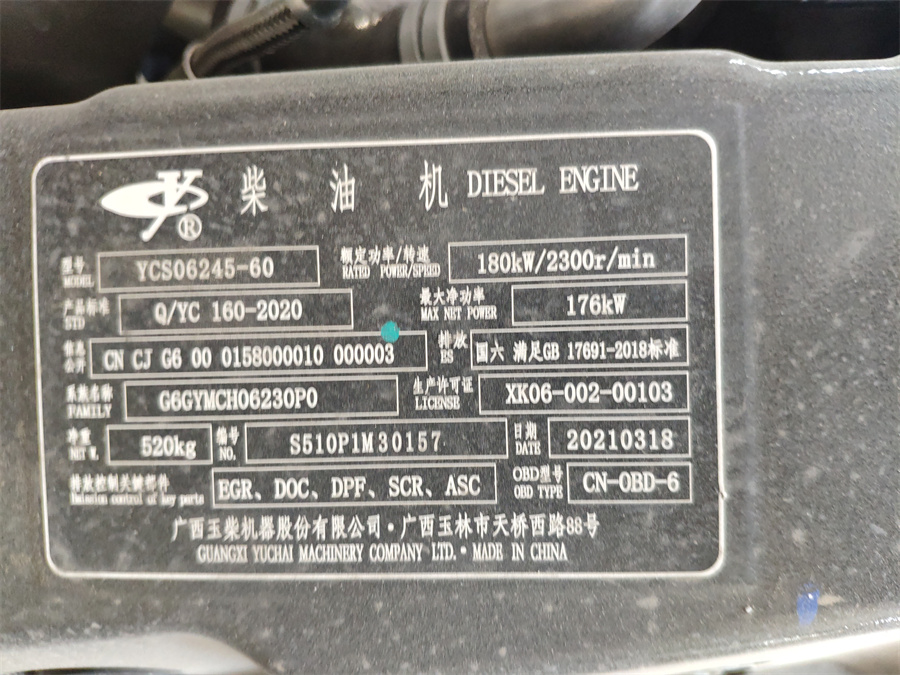 柴油机 DIESEL ENGINE
型号 MODEL YCS06245-60 额定功率/转速 RATED POWER/SPEED 180kW/2300r/min
产品标准 STD Q/YC 160-2020 最大净功率 MAX NET POWER 176kW
信息公开 CN CJ G6 00 0158000010 000003 排放 ES 国六 满足GB 17691-2018标准
系族名称 FAMILY G6GYMCH06230P0 生产许可证 LICENSE XK06-002-00103
净重 NET W. 520kg 编号 NO. S510P1M30157 日期 DATE 20210318
排放控制关键部件 Emission control of key parts EGR、DOC、DPF、SCR、ASC OBD型号 OBD TYPE CN-OBD-6
广西玉柴机器股份有限公司·广西玉林市天桥西路88号
GUANGXI YUCHAI MACHINERY COMPANY LTD.·MADE IN CHINA